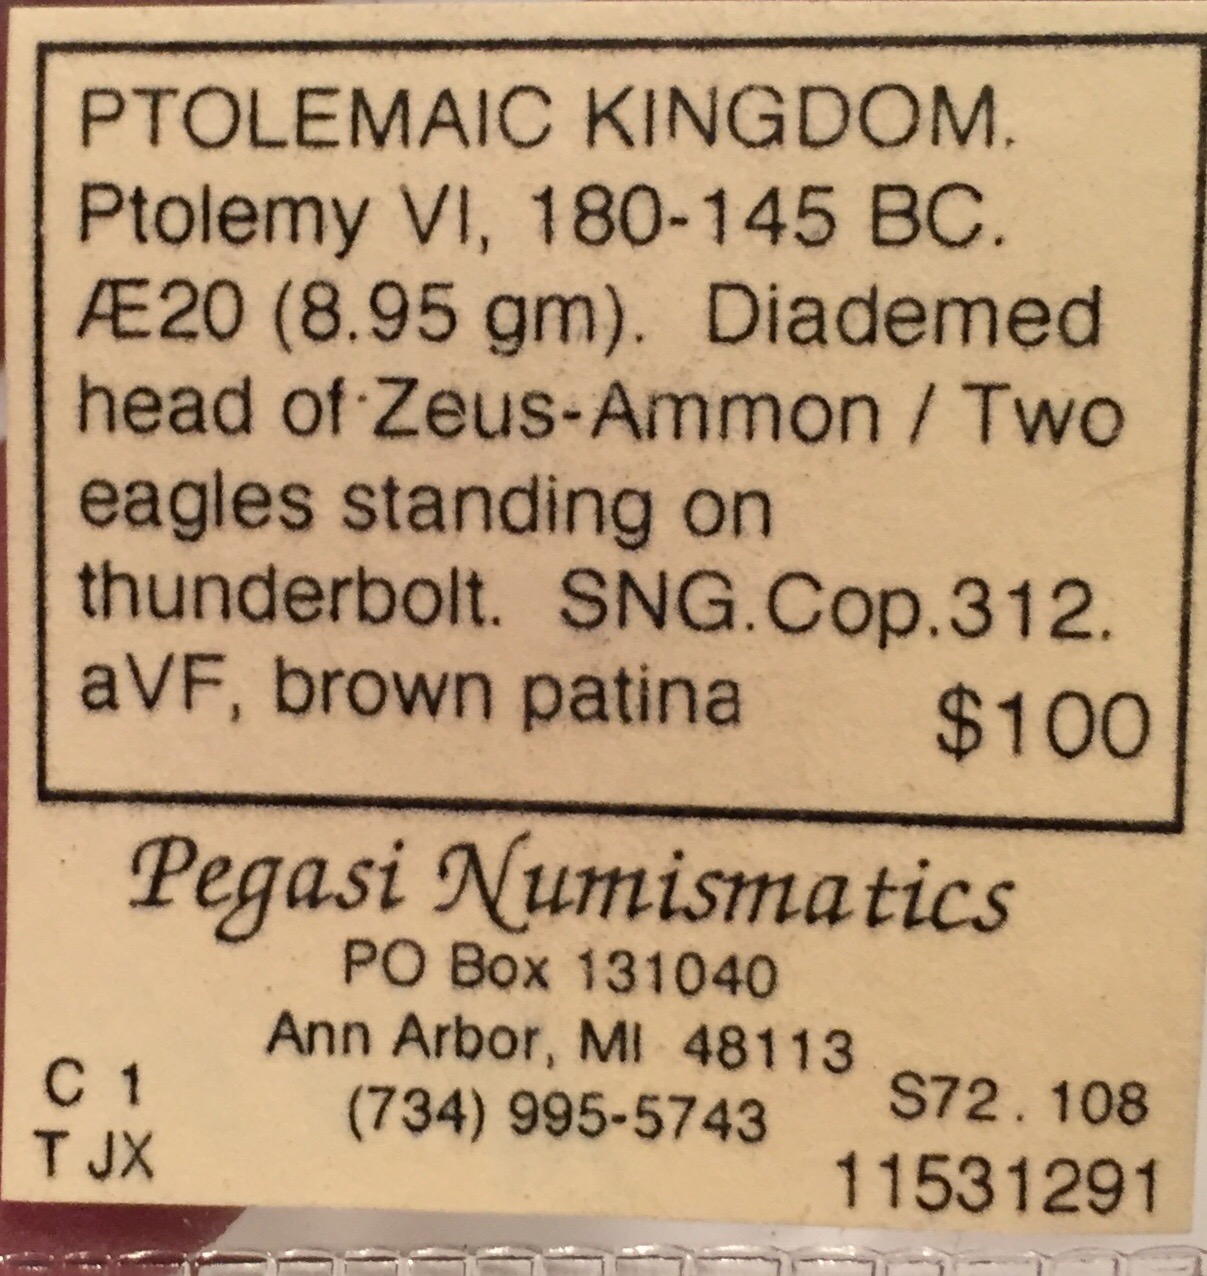 PTOLEMAIC KINGDOM.
Ptolemy VI, 180-145 BC.
Æ20 (8.95 gm). Diademed
head of Zeus-Ammon / Two
eagles standing on
thunderbolt. SNG.Cop.312.
aVF, brown patina $100
Pegasi Numismatics
PO Box 131040
Ann Arbor, MI 48113
(734) 995-5743
C 1
T JX
S72.108
11531291